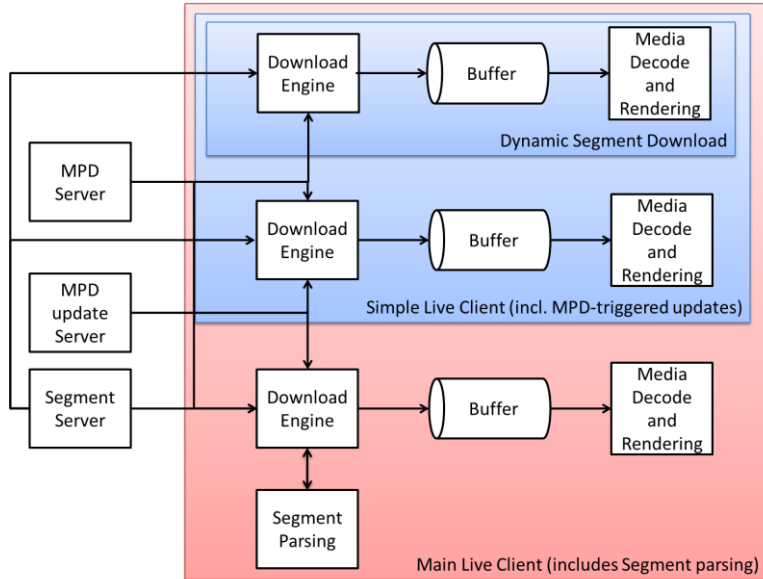 Download
Engine
Buffer
Media
Decode
and
Rendering
Dynamic Segment Download
MPD
Server
Download
Engine
Buffer
Media
Decode
and
Rendering
MPD
update
Server
Simple Live Client (incl. MPD-triggered updates)
Segment
Server
Download
Engine
Buffer
Media
Decode
and
Rendering
Segment
Parsing
Main Live Client (includes Segment parsing)